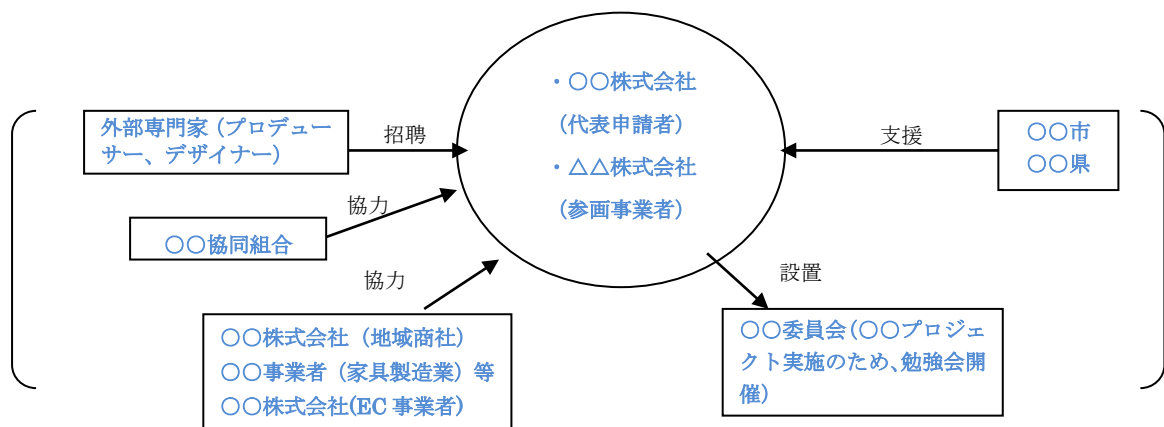 ・〇〇株式会社
(代表申請者)
・△△株式会社
(参画事業者)
外部専門家（プロデュー
サー、デザイナー）
招聘
支援
〇〇市
〇〇県
協力
〇〇協同組合
協力
設置
〇〇株式会社（地域商社）
〇〇事業者（家具製造業）等
〇〇株式会社(EC 事業者)
〇〇委員会（〇〇プロジェ
クト実施のため、勉強会開
催）